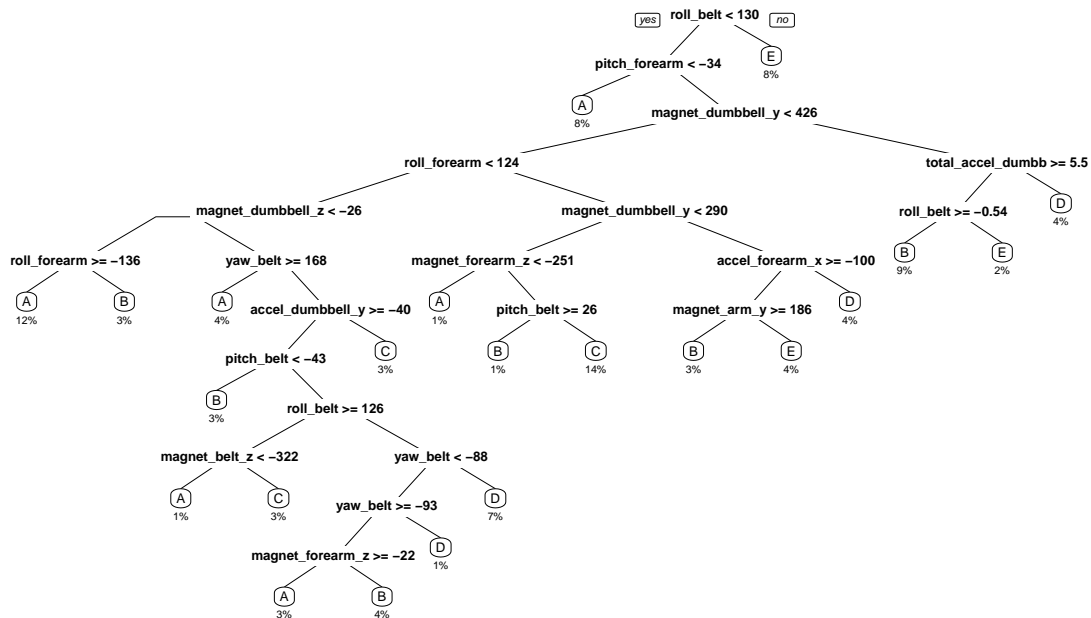 yes roll_belt < 130 no
pitch_forearm < −34 E
8%
A magnet_dumbbell_y < 426
8%
roll_forearm < 124 total_accel_dumbb >= 5.5
magnet_dumbbell_z < −26 magnet_dumbbell_y < 290 roll_belt >= −0.54 D
4%
roll_forearm >= −136 yaw_belt >= 168 magnet_forearm_z < −251 accel_forearm_x >= −100 B E
9% 2%
A B A accel_dumbbell_y >= −40 A pitch_belt >= 26 magnet_arm_y >= 186 D
12% 3% 4% 1% 4%
pitch_belt < −43 C B C B E
3% 1% 14% 3% 4%
B roll_belt >= 126
3%
magnet_belt_z < −322 yaw_belt < −88
A C yaw_belt >= −93 D
1% 3% 7%
magnet_forearm_z >= −22 D
1%
A B
3% 4%